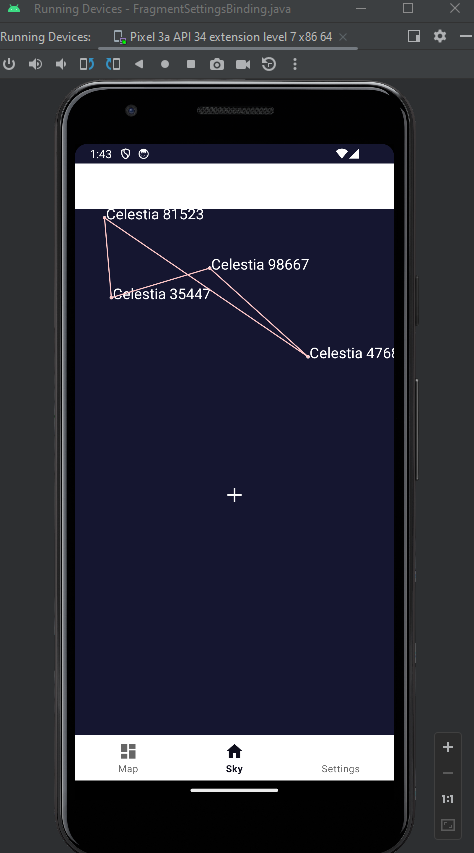 Running Devices - FragmentSettingsBinding.java
Running Devices:
Pixel 3a API 34 extension level 7 x86 64
1:43
Celestia 81523
Celestia 98667
Celestia 35447
Celestia 4768
Map
Sky
Settings
1:1